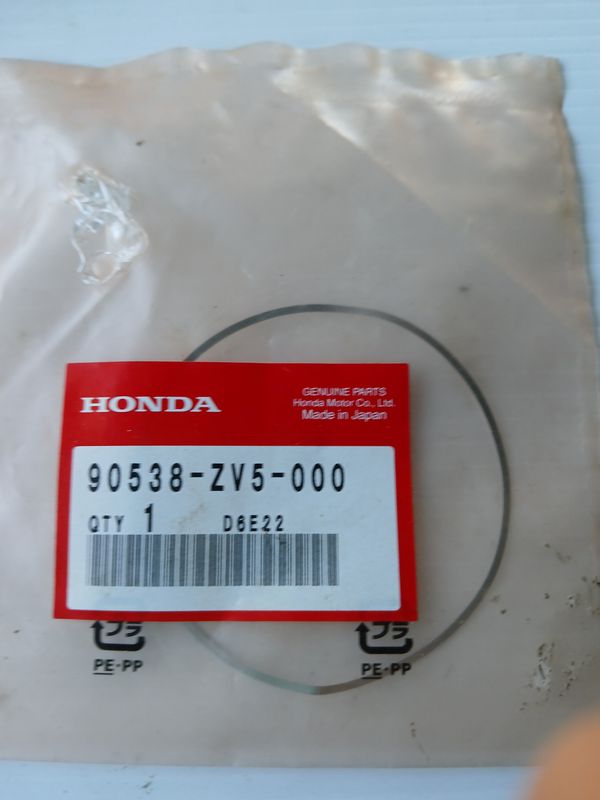 HONDA
GENUINE PARTS
Honda Motor Co., Ltd.
Made in Japan
90538-ZV5-000
QTY 1 D6E22
プラ プラ
PE-PP PE-PP